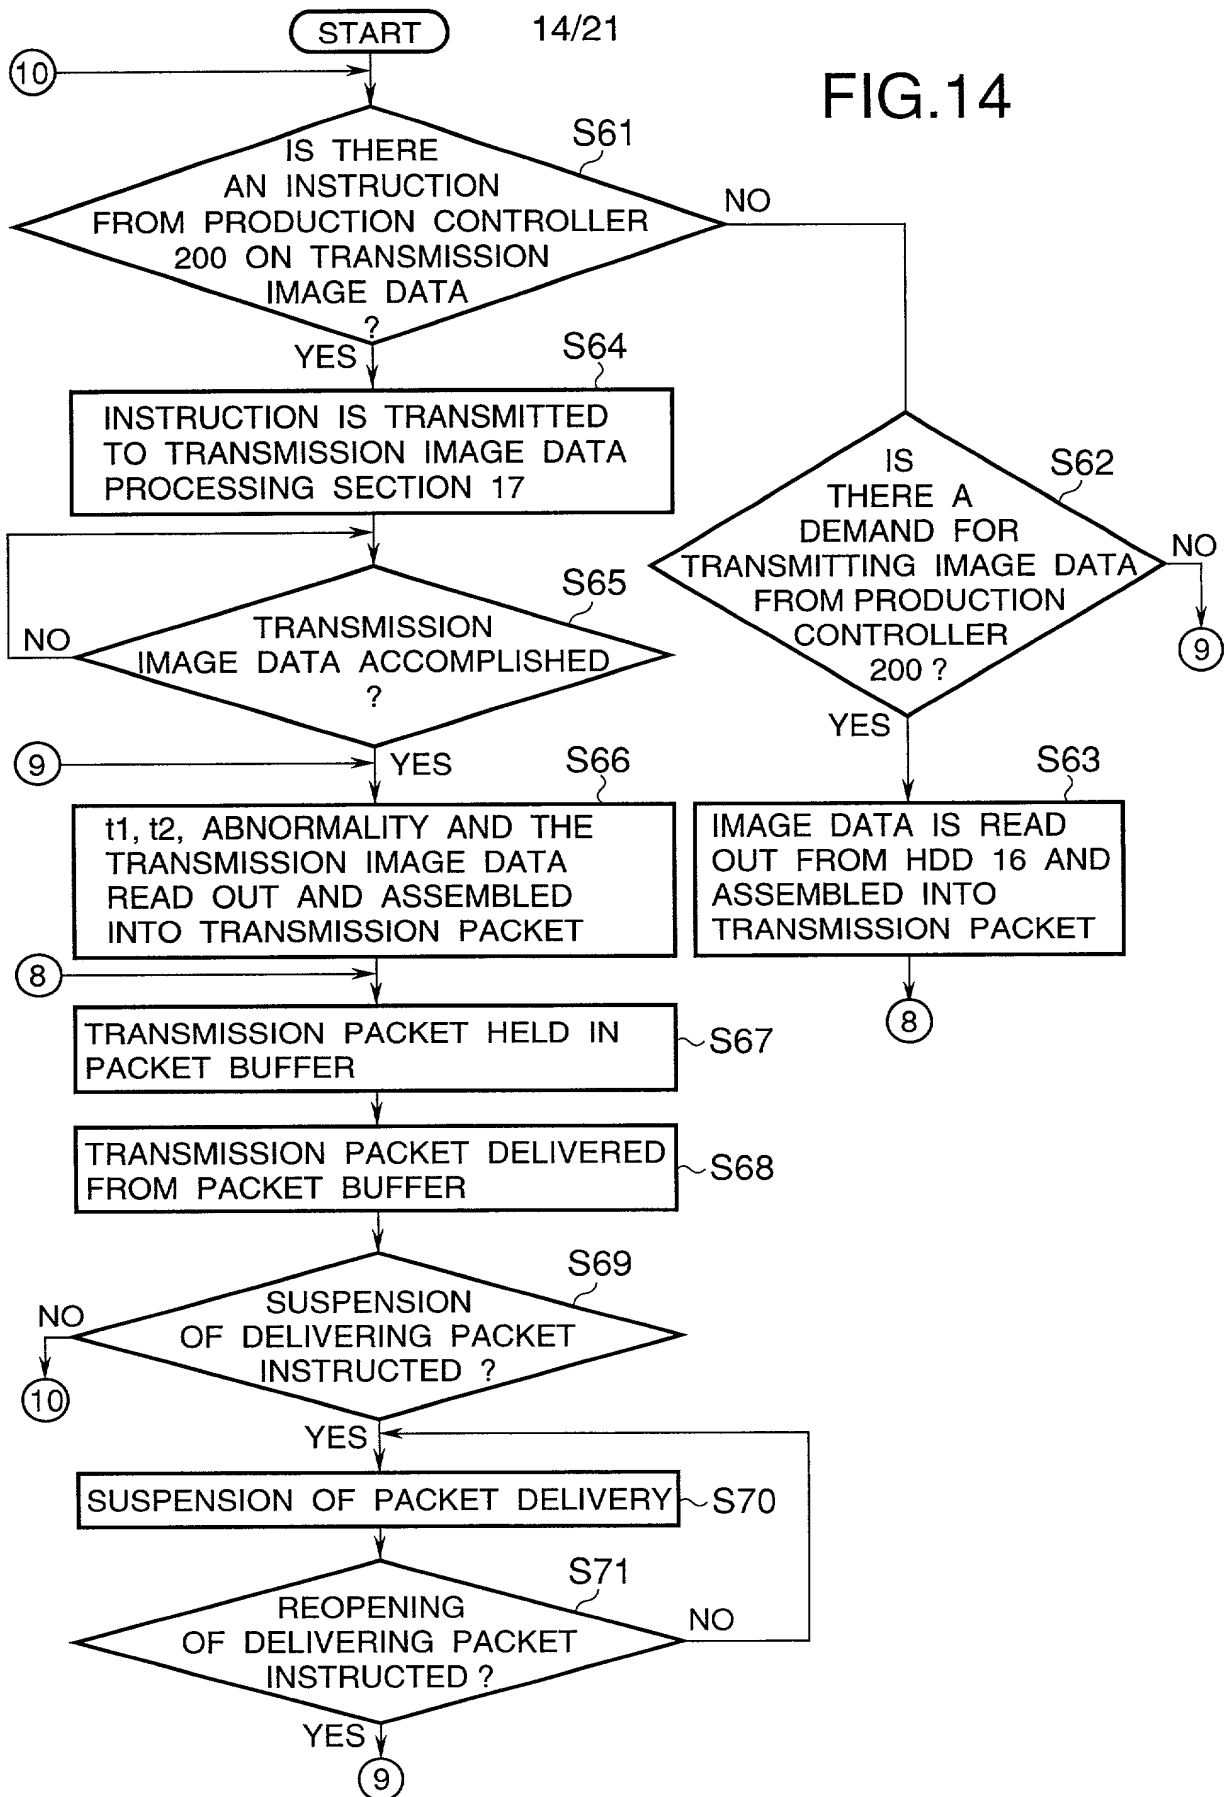 START
14/21
FIG.14
10
S61
IS THERE
AN INSTRUCTION
FROM PRODUCTION CONTROLLER
200 ON TRANSMISSION
IMAGE DATA
?
NO
YES
S64
INSTRUCTION IS TRANSMITTED
TO TRANSMISSION IMAGE DATA
PROCESSING SECTION 17
S62
IS
THERE A
DEMAND FOR
TRANSMITTING IMAGE DATA
FROM PRODUCTION
CONTROLLER
200 ?
NO
9
YES
S65
TRANSMISSION
IMAGE DATA ACCOMPLISHED
?
NO
YES
9
S66
t1, t2, ABNORMALITY AND THE
TRANSMISSION IMAGE DATA
READ OUT AND ASSEMBLED
INTO TRANSMISSION PACKET
S63
IMAGE DATA IS READ
OUT FROM HDD 16 AND
ASSEMBLED INTO
TRANSMISSION PACKET
8
8
TRANSMISSION PACKET HELD IN
PACKET BUFFER
S67
TRANSMISSION PACKET DELIVERED
FROM PACKET BUFFER
S68
S69
SUSPENSION
OF DELIVERING PACKET
INSTRUCTED ?
NO
10
YES
SUSPENSION OF PACKET DELIVERY
S70
S71
REOPENING
OF DELIVERING PACKET
INSTRUCTED ?
NO
YES
9